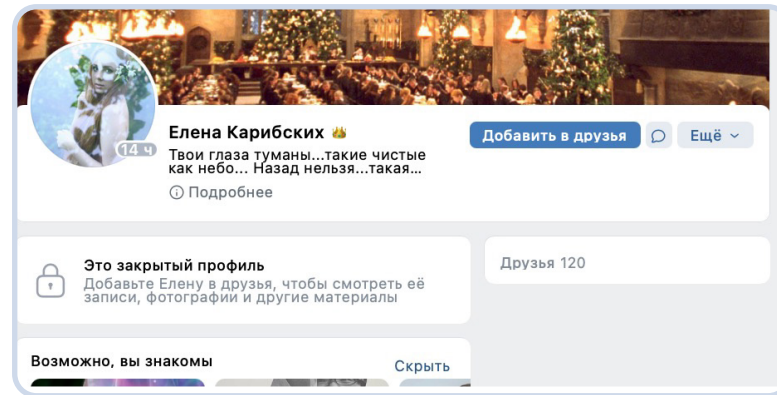 14 ч
Елена Карибских
Твои глаза туманы...такие чистые
как небо... Назад нельзя...такая...
Подробнее
Добавить в друзья
Ещё
Это закрытый профиль
Добавьте Елену в друзья, чтобы смотреть её
записи, фотографии и другие материалы
Друзья 120
Возможно, вы знакомы
Скрыть